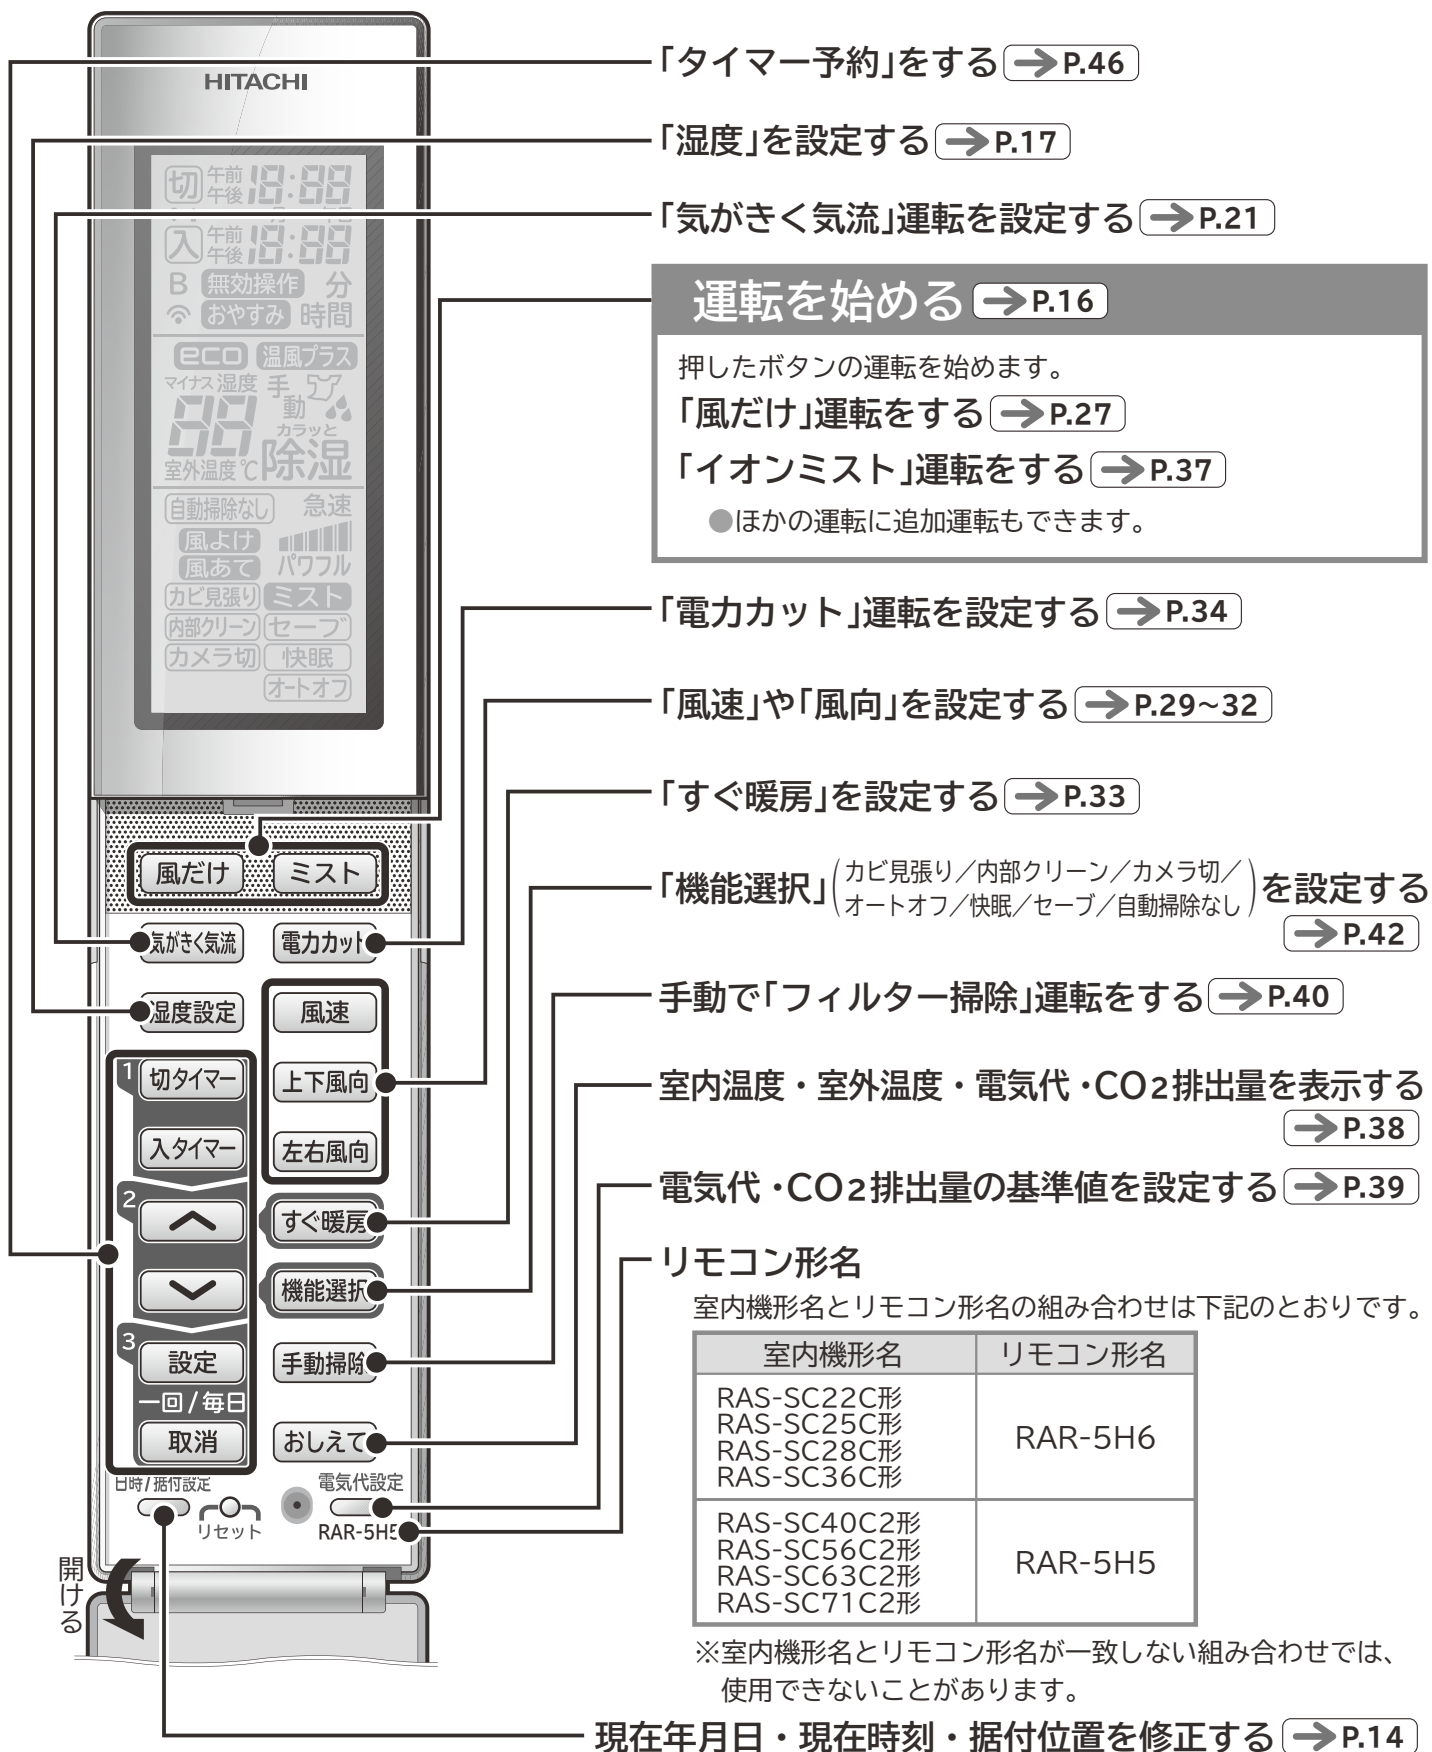 HITACHI
切 午前 午後 18:88
入 午前 午後 18:88
B 無効操作 分
おやすみ 時間
eco 温風プラス
マイナス 湿度 手動
88 カラッと
室外温度 ℃ 除湿
自動掃除なし 急速
風よけ
風あて パワフル
カビ見張り ミスト
内部クリーン セーブ
カメラ切 快眠
オートオフ
風だけ ミスト
気がきく気流 電力カット
湿度設定 風速
1 切タイマー 上下風向
入タイマー 左右風向
2 すぐ暖房
機能選択
3 設定 手動掃除
一回/毎日
取消 おしえて
日時/据付設定 電気代設定
リセット RAR-5H5
開ける
「タイマー予約」をする ➔P.46
「湿度」を設定する ➔P.17
「気がきく気流」運転を設定する ➔P.21
運転を始める ➔P.16
押したボタンの運転を始めます。
「風だけ」運転をする ➔P.27
「イオンミスト」運転をする ➔P.37
●ほかの運転に追加運転もできます。
「電力カット」運転を設定する ➔P.34
「風速」や「風向」を設定する ➔P.29~32
「すぐ暖房」を設定する ➔P.33
「機能選択」(カビ見張り／内部クリーン／カメラ切／
オートオフ／快眠／セーブ／自動掃除なし)を設定する
➔P.42
手動で「フィルター掃除」運転をする ➔P.40
室内温度・室外温度・電気代・CO2排出量を表示する
➔P.38
電気代・CO2排出量の基準値を設定する ➔P.39
リモコン形名
室内機形名とリモコン形名の組み合わせは下記のとおりです。
室内機形名 リモコン形名
RAS-SC22C形
RAS-SC25C形
RAS-SC28C形
RAS-SC36C形
RAR-5H6
RAS-SC40C2形
RAS-SC56C2形
RAS-SC63C2形
RAS-SC71C2形
RAR-5H5
※室内機形名とリモコン形名が一致しない組み合わせでは、
使用できないことがあります。
現在年月日・現在時刻・据付位置を修正する ➔P.14